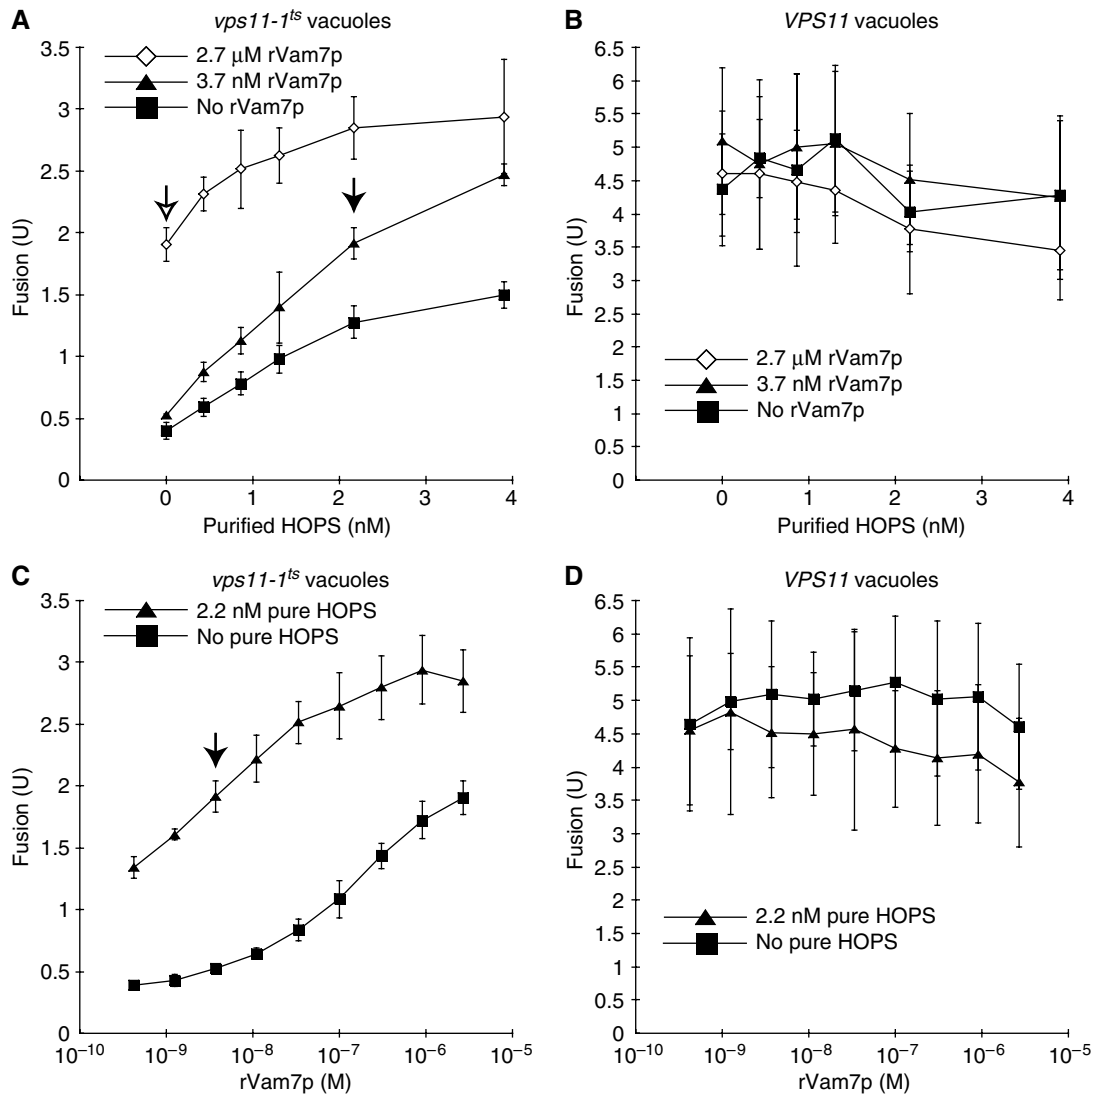 A
vps11-1ts vacuoles
3.5
3
2.5
2
1.5
1
0.5
0
Fusion (U)
2.7 μM rVam7p
3.7 nM rVam7p
No rVam7p
0 1 2 3 4
Purified HOPS (nM)
B
VPS11 vacuoles
6.5
6
5.5
5
4.5
4
3.5
3
2.5
2
1.5
1
0.5
0
Fusion (U)
2.7 μM rVam7p
3.7 nM rVam7p
No rVam7p
0 1 2 3 4
Purified HOPS (nM)
C
vps11-1ts vacuoles
3.5
3
2.5
2
1.5
1
0.5
0
Fusion (U)
2.2 nM pure HOPS
No pure HOPS
10−10 10−9 10−8 10−7 10−6 10−5
rVam7p (M)
D
VPS11 vacuoles
6.5
6
5.5
5
4.5
4
3.5
3
2.5
2
1.5
1
0.5
0
Fusion (U)
2.2 nM pure HOPS
No pure HOPS
10−10 10−9 10−8 10−7 10−6 10−5
rVam7p (M)